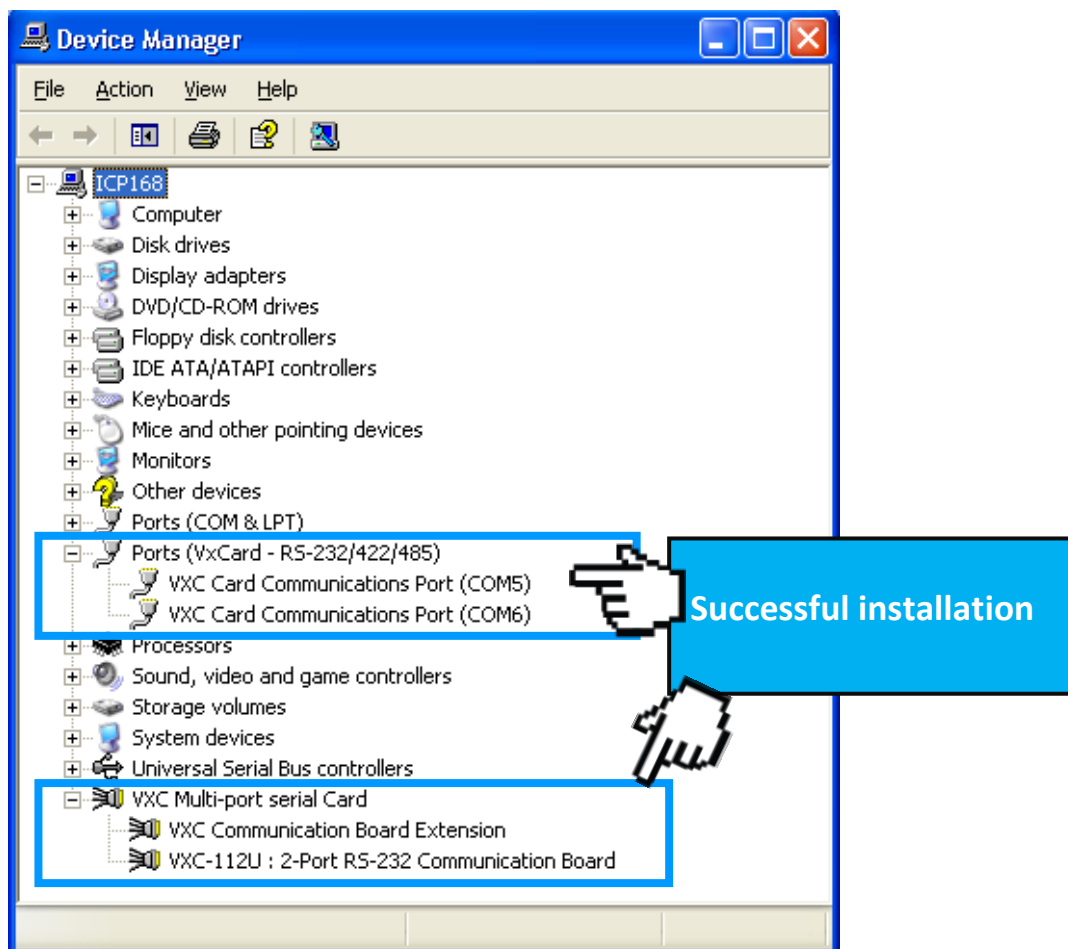 Device Manager
File Action View Help
ICP168
Computer
Disk drives
Display adapters
DVD/CD-ROM drives
Floppy disk controllers
IDE ATA/ATAPI controllers
Keyboards
Mice and other pointing devices
Monitors
Other devices
Ports (COM & LPT)
Ports (VxCard - RS-232/422/485)
VXC Card Communications Port (COM5)
VXC Card Communications Port (COM6)
Successful installation
Processors
Sound, video and game controllers
Storage volumes
System devices
Universal Serial Bus controllers
VXC Multi-port serial Card
VXC Communication Board Extension
VXC-112U : 2-Port RS-232 Communication Board